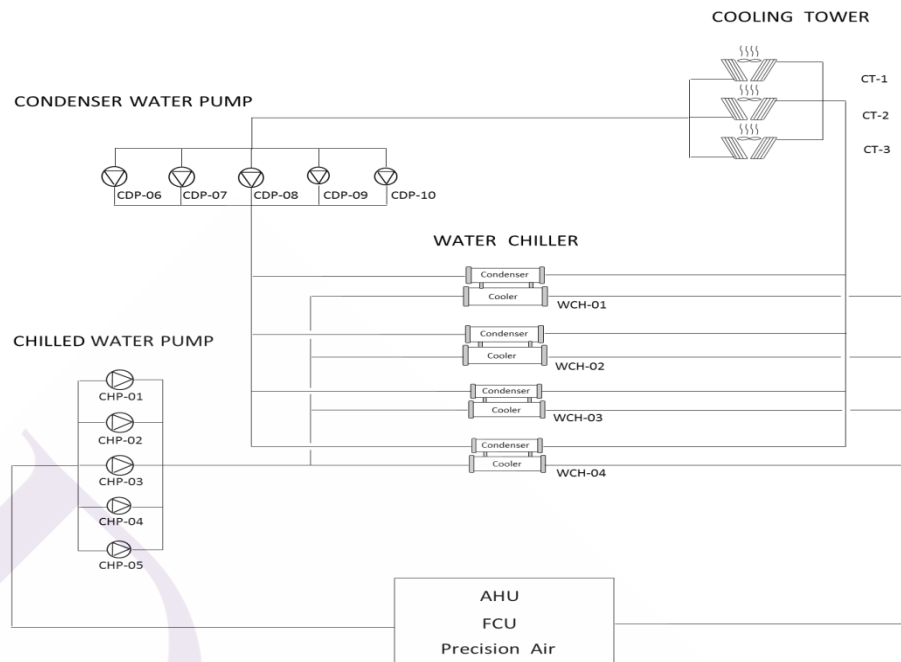 COOLING TOWER
CT-1
CT-2
CT-3
CONDENSER WATER PUMP
CDP-06
CDP-07
CDP-08
CDP-09
CDP-10
WATER CHILLER
Condenser
Cooler
WCH-01
Condenser
Cooler
WCH-02
Condenser
Cooler
WCH-03
Condenser
Cooler
WCH-04
CHILLED WATER PUMP
CHP-01
CHP-02
CHP-03
CHP-04
CHP-05
AHU
FCU
Precision Air